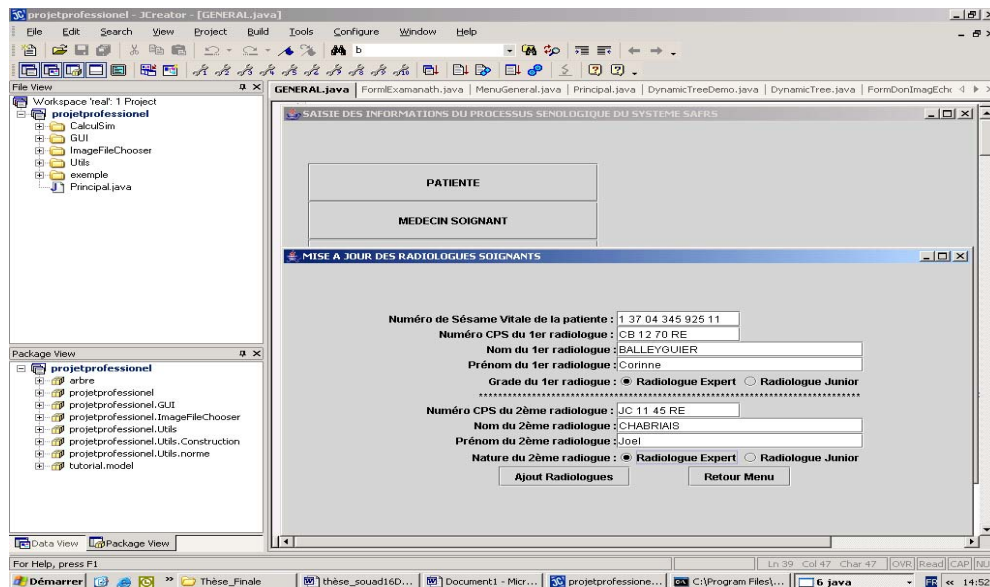 projetprofessionel - JCreator - [GENERAL.java]
File Edit Search View Project Build Tools Configure Window Help
b
File View
GENERAL.java FormlExamanath.java MenuGeneral.java Principal.java DynamicTreeDemo.java DynamicTree.java FormDonImagEch
Workspace 'real': 1 Project
projetprofessionel
CalculSim
GUI
ImageFileChooser
Utils
exemple
Principal.java
SAISIE DES INFORMATIONS DU PROCESSUS SENOLOGIQUE DU SYSTEME SAFRS
PATIENTE
MEDECIN SOIGNANT
MISE A JOUR DES RADIOLOGUES SOIGNANTS
Numéro de Sésame Vitale de la patiente : 1 37 04 345 925 11
Numéro CPS du 1er radiologue : CB 12 70 RE
Nom du 1er radiologue : BALLEYGUIER
Prénom du 1er radiologue : Corinne
Grade du 1er radiogue : Radiologue Expert Radiologue Junior
Numéro CPS du 2ème radiologue : JC 11 45 RE
Nom du 2ème radiologue : CHABRIAIS
Prénom du 2ème radiologue : Joel
Nature du 2ème radiogue : Radiologue Expert Radiologue Junior
Ajout Radiologues Retour Menu
Package View
projetprofessionel
arbre
projetprofessionel
projetprofessionel.GUI
projetprofessionel.ImageFileChooser
projetprofessionel.Utils
projetprofessionel.Utils.Construction
projetprofessionel.Utils.norme
tutorial.model
Data View Package View
For Help, press F1
Ln 39 Col 47 Char 47 OVR Read CAP NU
Démarrer » Thèse_Finale thèse_souad16D... Document1 - Micr... projetprofessione... C:\Program Files\... 6 java FR « 14:52